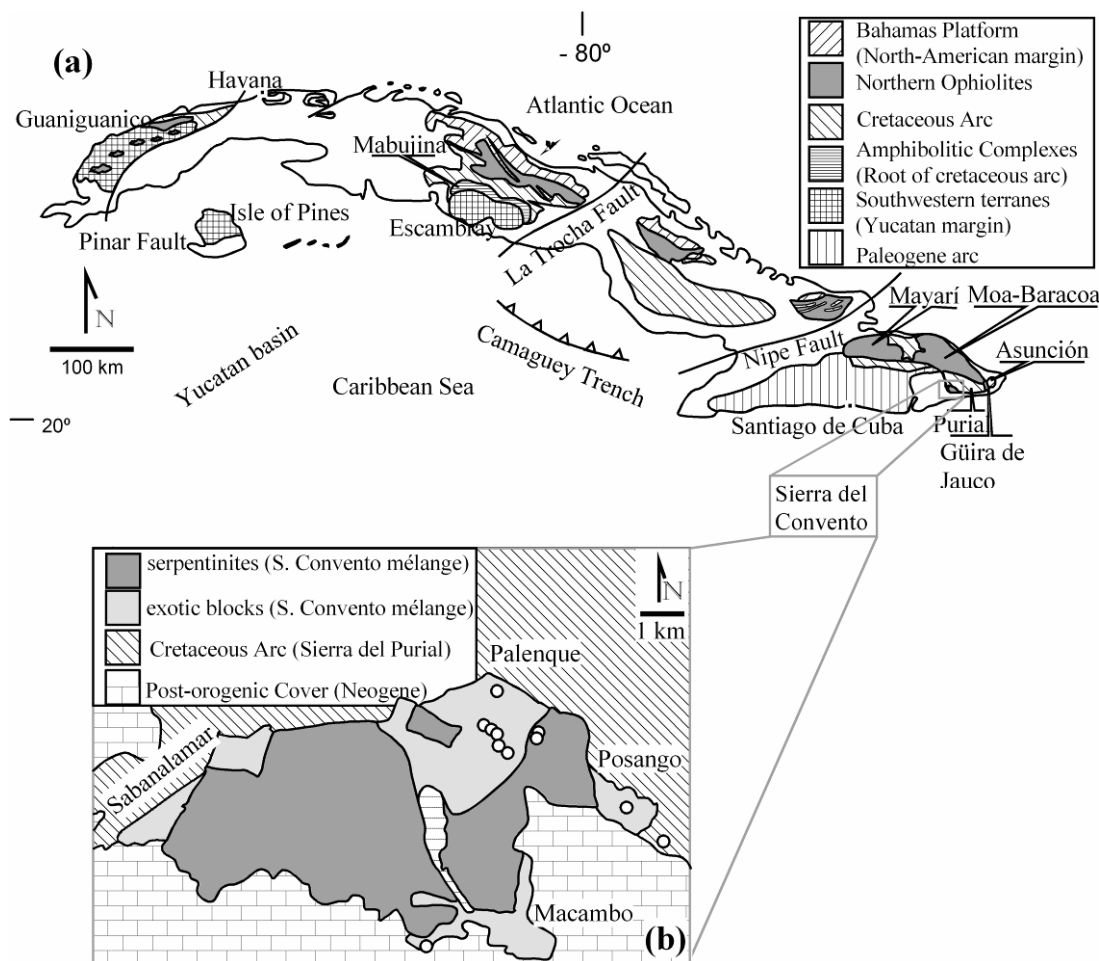 (a)
- 80°
Bahamas Platform
(North-American margin)
Northern Ophiolites
Cretaceous Arc
Amphibolitic Complexes
(Root of cretaceous arc)
Southwestern terranes
(Yucatan margin)
Paleogene arc
Havana
Guaniguanico
Atlantic Ocean
Mabujina
Isle of Pines
Pinar Fault
Escambray
La Trocha Fault
N
100 km
Yucatan basin
Caribbean Sea
Camaguey Trench
Nipe Fault
Mayarí
Moa-Baracoa
Asunción
20°
Santiago de Cuba
Purial
Güira de
Jauco
Sierra del
Convento
serpentinites (S. Convento mélange)
exotic blocks (S. Convento mélange)
Cretaceous Arc (Sierra del Purial)
Post-orogenic Cover (Neogene)
N
1 km
Palenque
Sabanalamar
Posango
Macambo
(b)